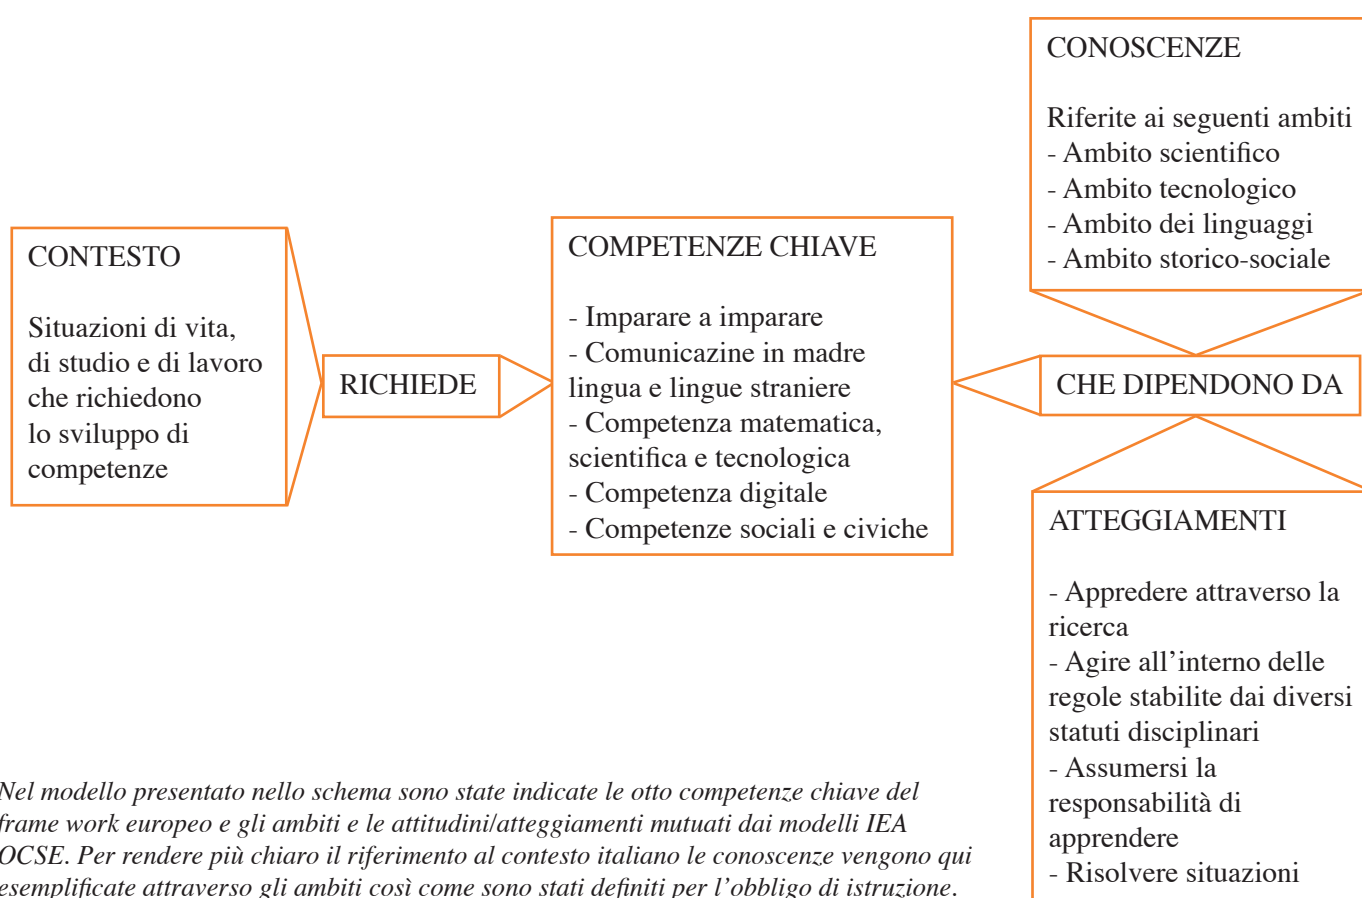 CONTESTO
Situazioni di vita,
di studio e di lavoro
che richiedono
lo sviluppo di
competenze
RICHIEDE
COMPETENZE CHIAVE
- Imparare a imparare
- Comunicazine in madre
lingua e lingue straniere
- Competenza matematica,
scientifica e tecnologica
- Competenza digitale
- Competenze sociali e civiche
CHE DIPENDONO DA
CONOSCENZE
Riferite ai seguenti ambiti
- Ambito scientifico
- Ambito tecnologico
- Ambito dei linguaggi
- Ambito storico-sociale
ATTEGGIAMENTI
- Appredere attraverso la
ricerca
- Agire all’interno delle
regole stabilite dai diversi
statuti disciplinari
- Assumersi la
responsabilità di
apprendere
- Risolvere situazioni
Nel modello presentato nello schema sono state indicate le otto competenze chiave del
frame work europeo e gli ambiti e le attitudini/atteggiamenti mutuati dai modelli IEA
OCSE. Per rendere più chiaro il riferimento al contesto italiano le conoscenze vengono qui
esemplificate attraverso gli ambiti così come sono stati definiti per l’obbligo di istruzione.